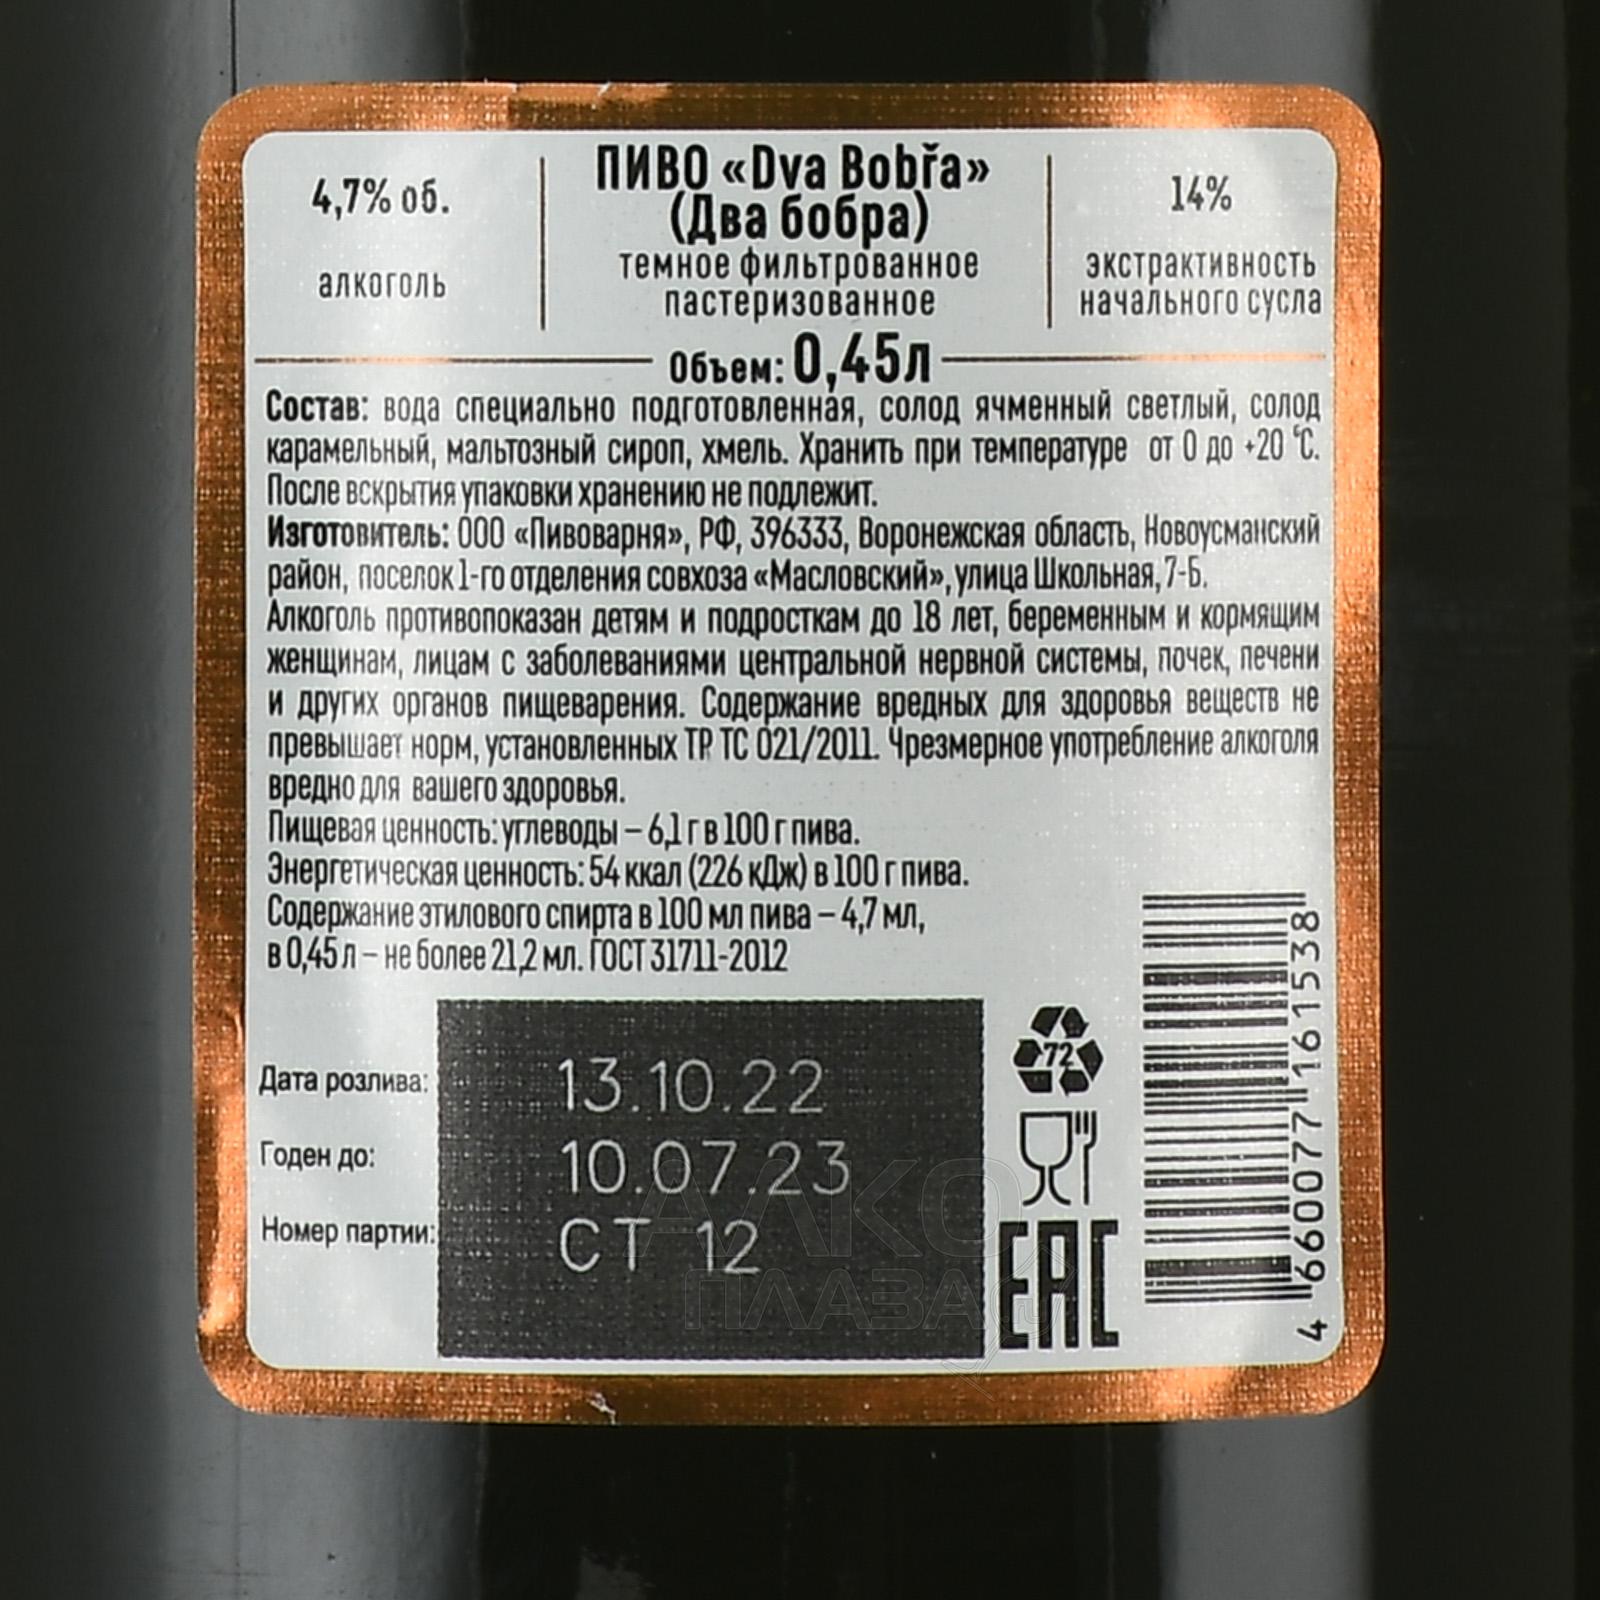 4,7% об.
алкоголь
ПИВО «Dva Bobřa»
(Два бобра)
темное фильтрованное
пастеризованное
14%
экстрактивность
начального сусла
Объем: 0,45л
Состав: вода специально подготовленная, солод ячменный светлый, солод
карамельный, мальтозный сироп, хмель. Хранить при температуре от 0 до +20 °С.
После вскрытия упаковки хранению не подлежит.
Изготовитель: ООО «Пивоварня», РФ, 396333, Воронежская область, Новоусманский
район, поселок 1-го отделения совхоза «Масловский», улица Школьная, 7-Б.
Алкоголь противопоказан детям и подросткам до 18 лет, беременным и кормящим
женщинам, лицам с заболеваниями центральной нервной системы, почек, печени
и других органов пищеварения. Содержание вредных для здоровья веществ не
превышает норм, установленных ТР ТС 021/2011. Чрезмерное употребление алкоголя
вредно для вашего здоровья.
Пищевая ценность: углеводы – 6,1 г в 100 г пива.
Энергетическая ценность: 54 ккал (226 кДж) в 100 г пива.
Содержание этилового спирта в 100 мл пива – 4,7 мл,
в 0,45 л – не более 21,2 мл. ГОСТ 31711-2012
Дата розлива: 13.10.22
Годен до: 10.07.23
Номер партии: СТ 12
72
EAC
4 660077 161538
АЛКО
ПЛАЗА